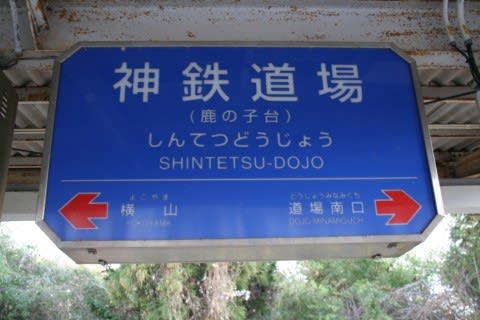 神鉄道場
(鹿の子台)
しんてつどうじょう
SHINTETSU-DOJO
よこやま
横山
YOKOYAMA
どうじょうみなみぐち
道場南口
DOJO-MINAMIGUCHI